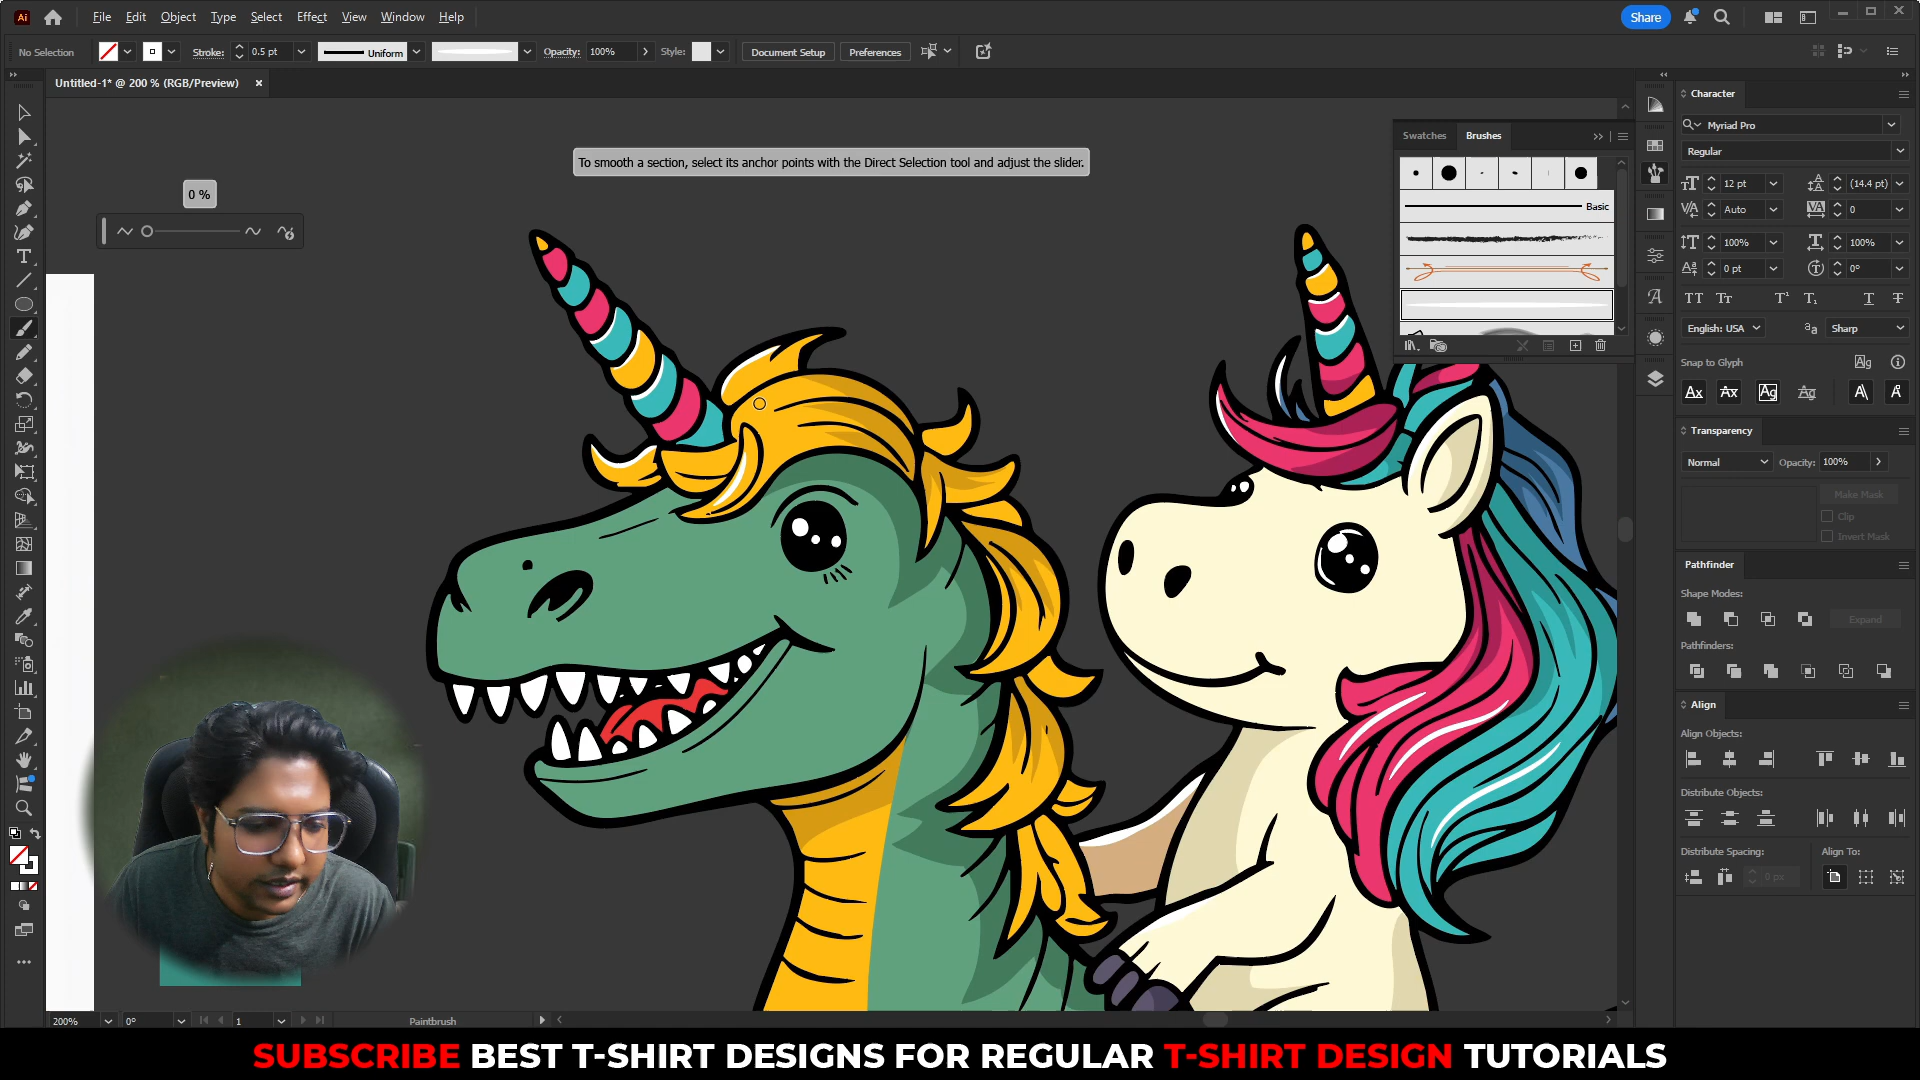 Ai File Edit Object Type Select Effect View Window Help Share
No Selection Stroke: 0.5 pt Uniform Opacity: 100% Style: Document Setup Preferences
Untitled-1* @ 200 % (RGB/Preview) ×
To smooth a section, select its anchor points with the Direct Selection tool and adjust the slider.
0 %
Swatches Brushes
Basic
Character
Myriad Pro
Regular
12 pt (14.4 pt)
Auto 0
100% 100%
0 pt 0°
English: USA Sharp
Snap to Glyph
Transparency
Normal Opacity: 100%
Make Mask
Clip
Invert Mask
Pathfinder
Shape Modes:
Expand
Pathfinders:
Align
Align Objects:
Distribute Objects:
Distribute Spacing: Align To:
0 px
200% 0° 1 Paintbrush
SUBSCRIBE BEST T-SHIRT DESIGNS FOR REGULAR T-SHIRT DESIGN TUTORIALS